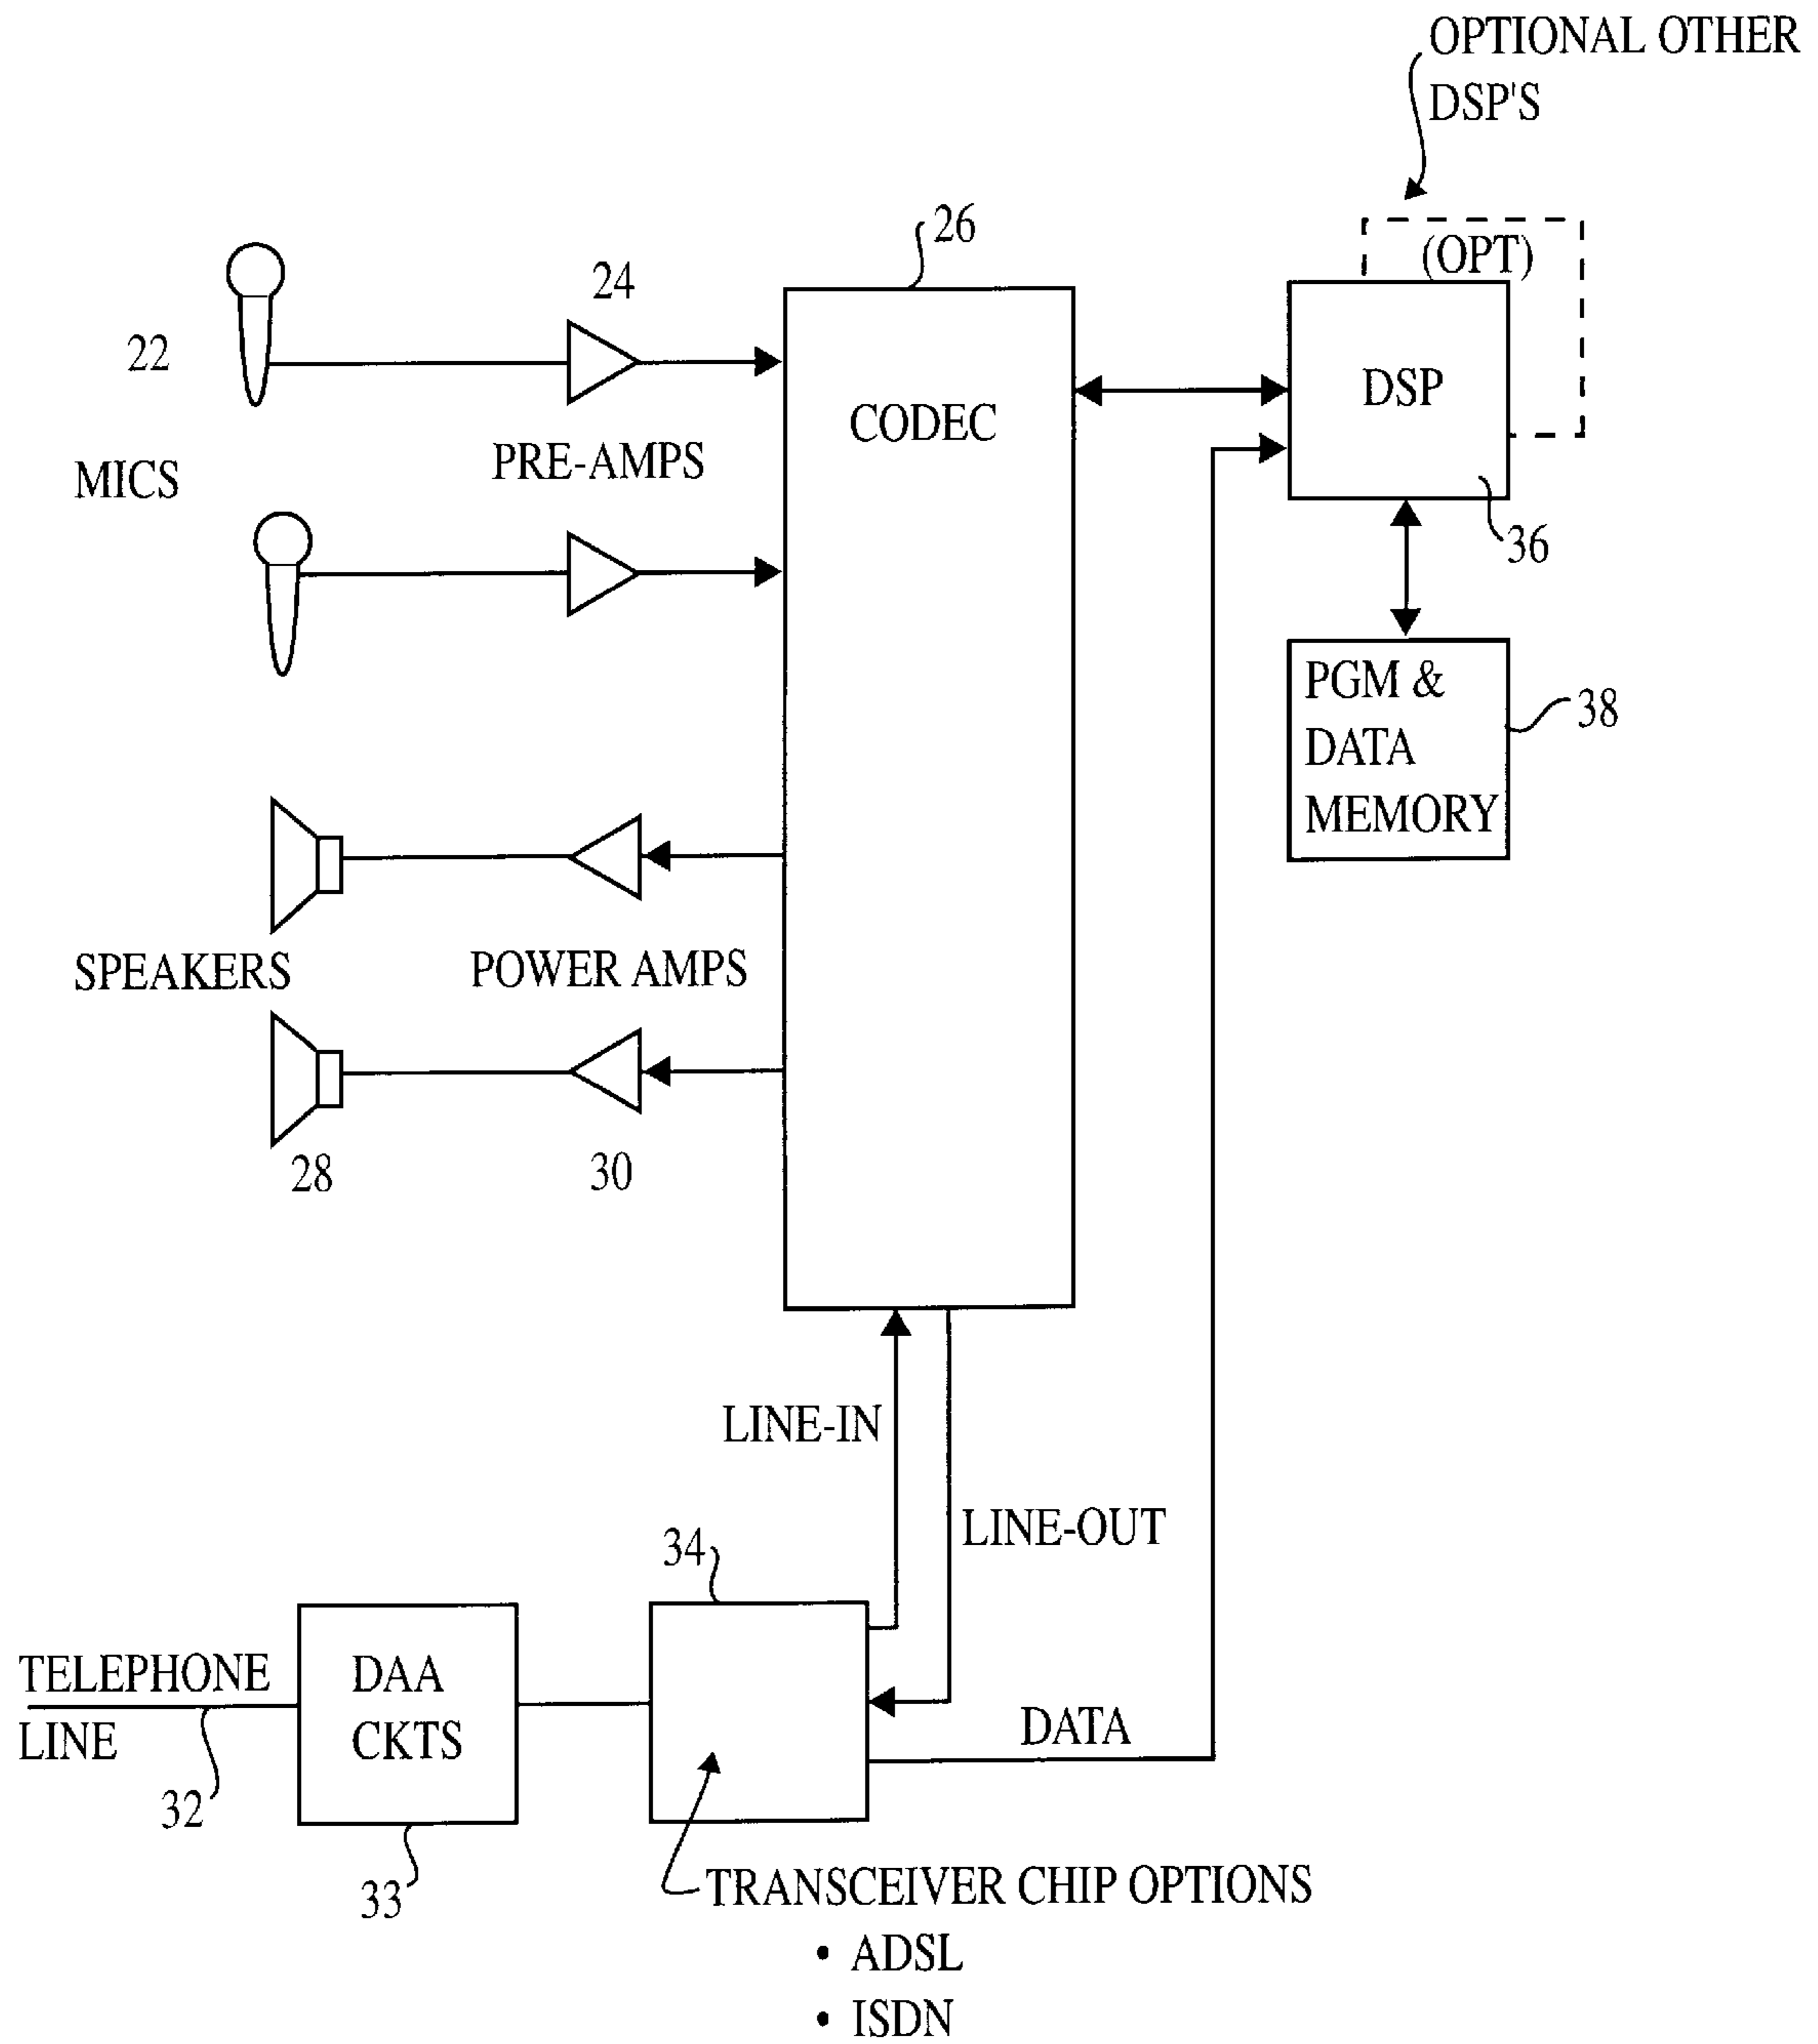 OPTIONAL OTHER
DSP'S
26
(OPT)
24
22
DSP
CODEC
PRE-AMPS
MICS
36
PGM &
DATA
MEMORY
38
SPEAKERS
POWER AMPS
28
30
LINE-IN
LINE-OUT
34
TELEPHONE
LINE
DAA
CKTS
DATA
32
33
TRANSCEIVER CHIP OPTIONS
• ADSL
• ISDN